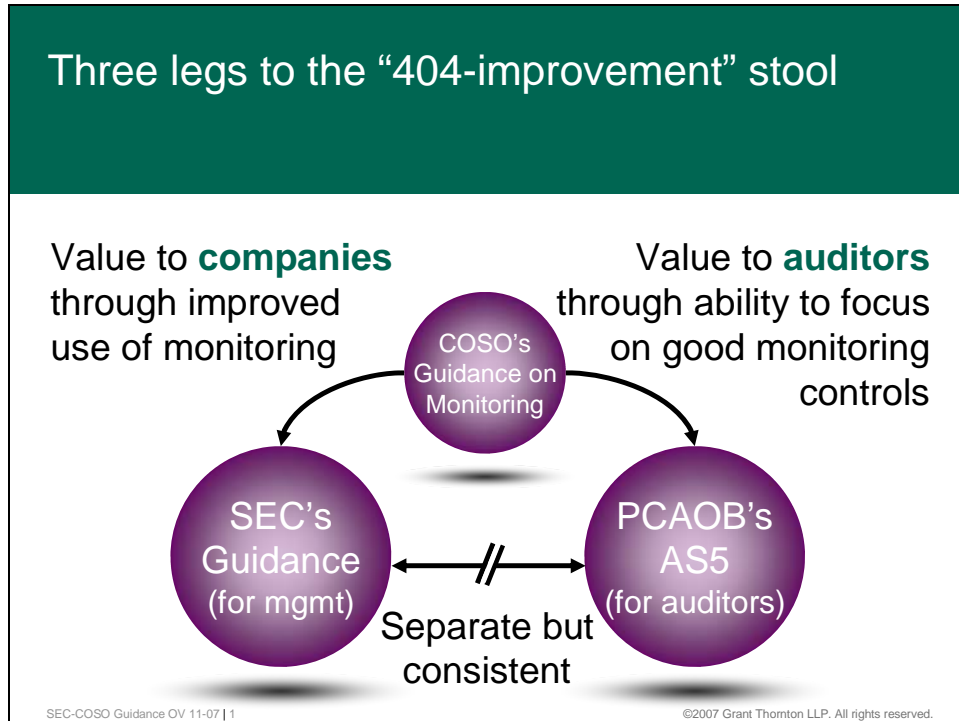 Three legs to the “404-improvement” stool
Value to companies
through improved
use of monitoring
Value to auditors
through ability to focus
on good monitoring
controls
COSO’s
Guidance on
Monitoring
SEC’s
Guidance
(for mgmt)
PCAOB’s
AS5
(for auditors)
Separate but
consistent
SEC-COSO Guidance OV 11-07 | 1
©2007 Grant Thornton LLP. All rights reserved.